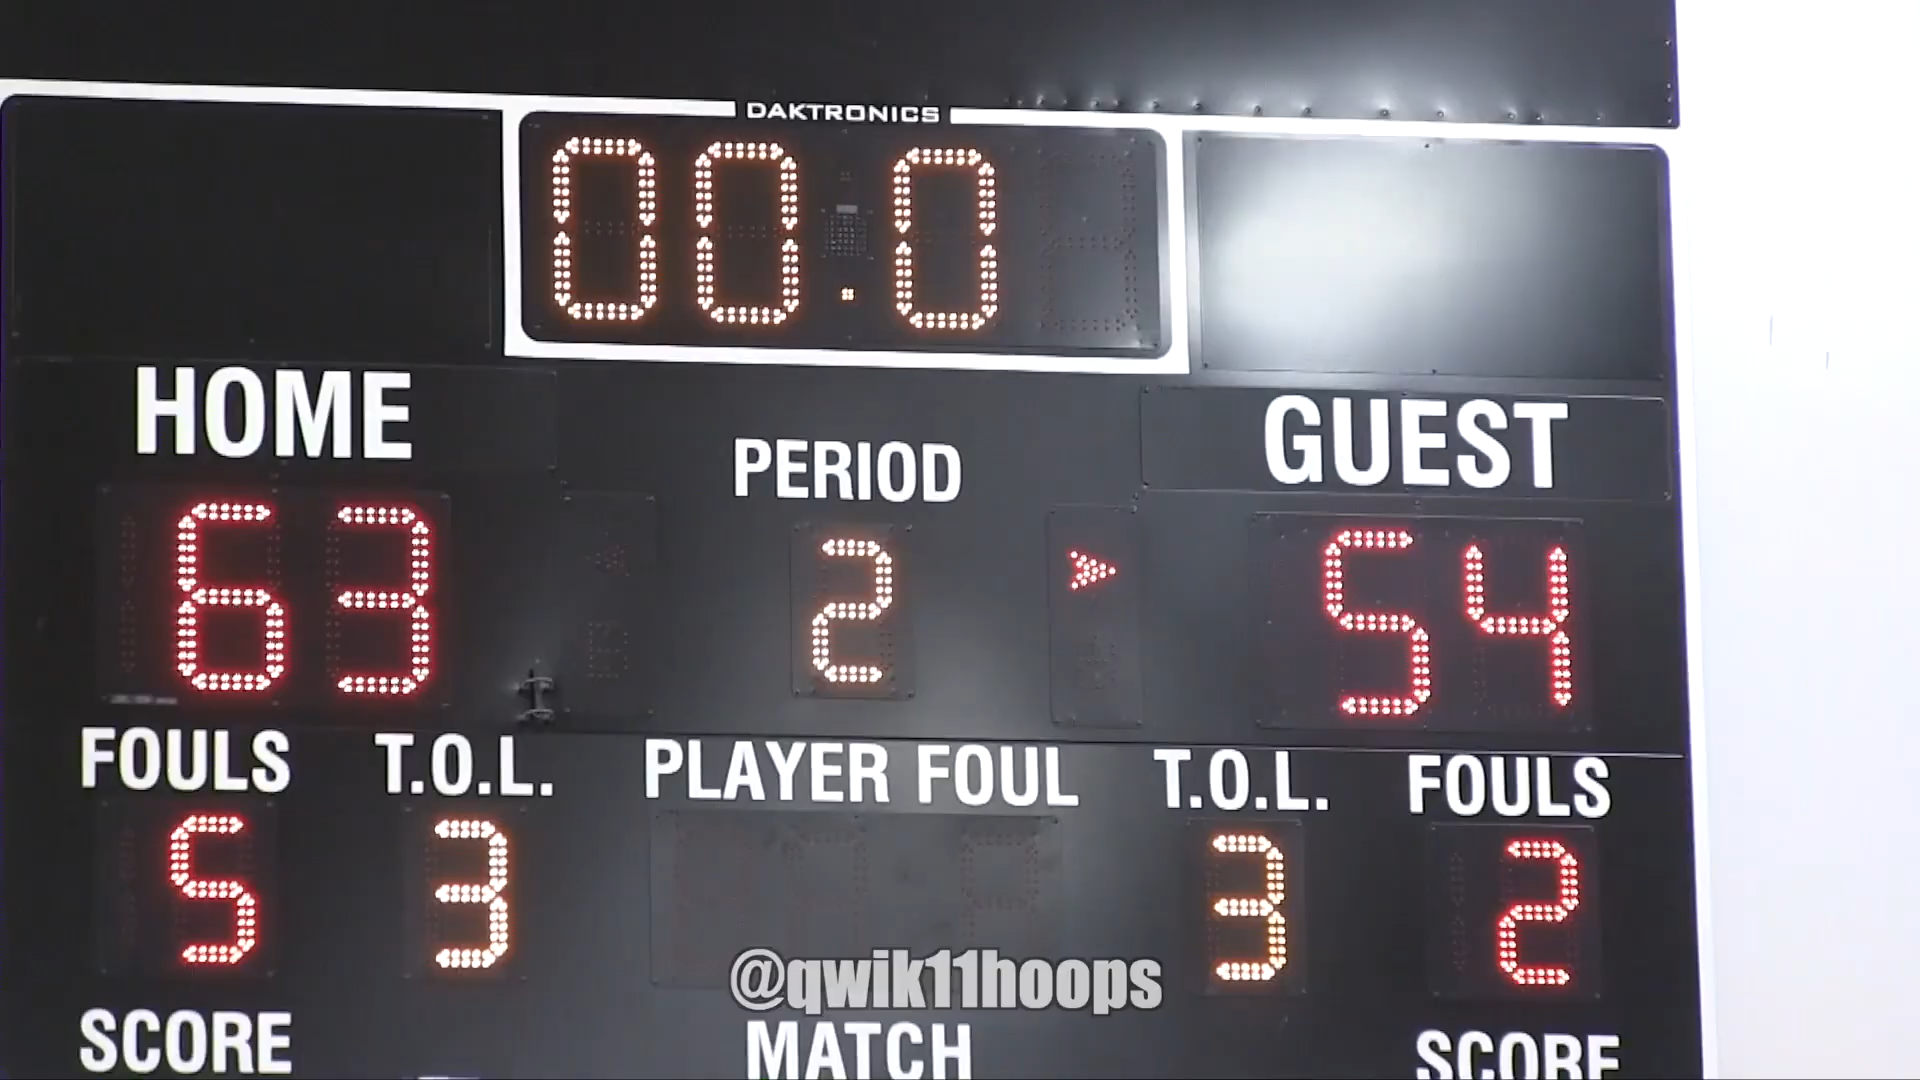 DAKTRONICS
00.0
HOME
PERIOD
GUEST
63
2
54
FOULS T.O.L. PLAYER FOUL T.O.L. FOULS
5 3 3 2
@qwik11hoops
SCORE MATCH SCORE